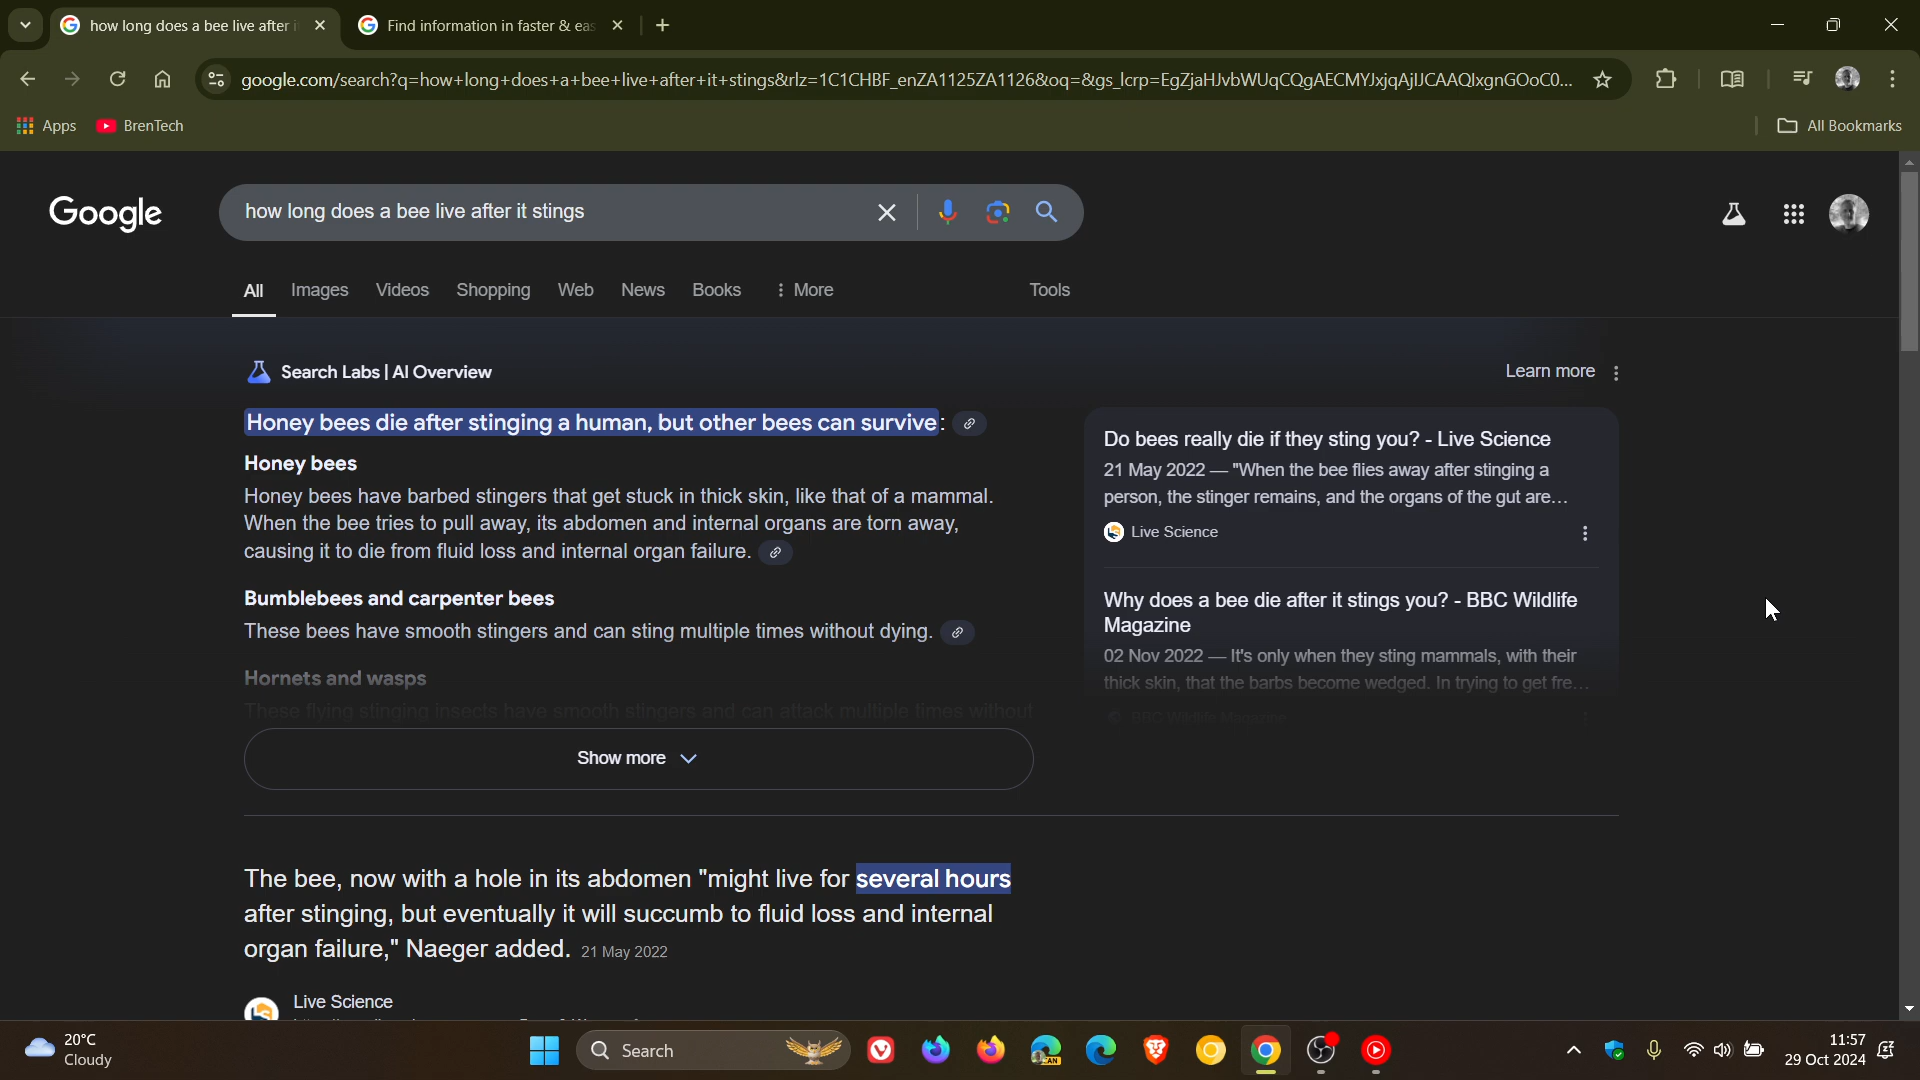 how long does a bee live after i
Find information in faster & eas
google.com/search?q=how+long+does+a+bee+live+after+it+stings&rlz=1C1CHBF_enZA1125ZA1126&oq=&gs_lcrp=EgZjaHJvbWUqCQgAECMYJxjqAjIJCAAQIxgnGOoC0...
Apps
BrenTech
All Bookmarks
Google
how long does a bee live after it stings
All
Images
Videos
Shopping
Web
News
Books
More
Tools
Search Labs | AI Overview
Learn more
Honey bees die after stinging a human, but other bees can survive:
Honey bees
Honey bees have barbed stingers that get stuck in thick skin, like that of a mammal.
When the bee tries to pull away, its abdomen and internal organs are torn away,
causing it to die from fluid loss and internal organ failure.
Bumblebees and carpenter bees
These bees have smooth stingers and can sting multiple times without dying.
Hornets and wasps
These flying stinging insects have smooth stingers and can attack multiple times without
Show more
Do bees really die if they sting you? - Live Science
21 May 2022 — "When the bee flies away after stinging a
person, the stinger remains, and the organs of the gut are...
Live Science
Why does a bee die after it stings you? - BBC Wildlife
Magazine
02 Nov 2022 — It's only when they sting mammals, with their
thick skin, that the barbs become wedged. In trying to get fre...
BBC Wildlife Magazine
The bee, now with a hole in its abdomen "might live for several hours
after stinging, but eventually it will succumb to fluid loss and internal
organ failure," Naeger added. 21 May 2022
Live Science
20°C
Cloudy
Search
CAN
11:57
29 Oct 2024